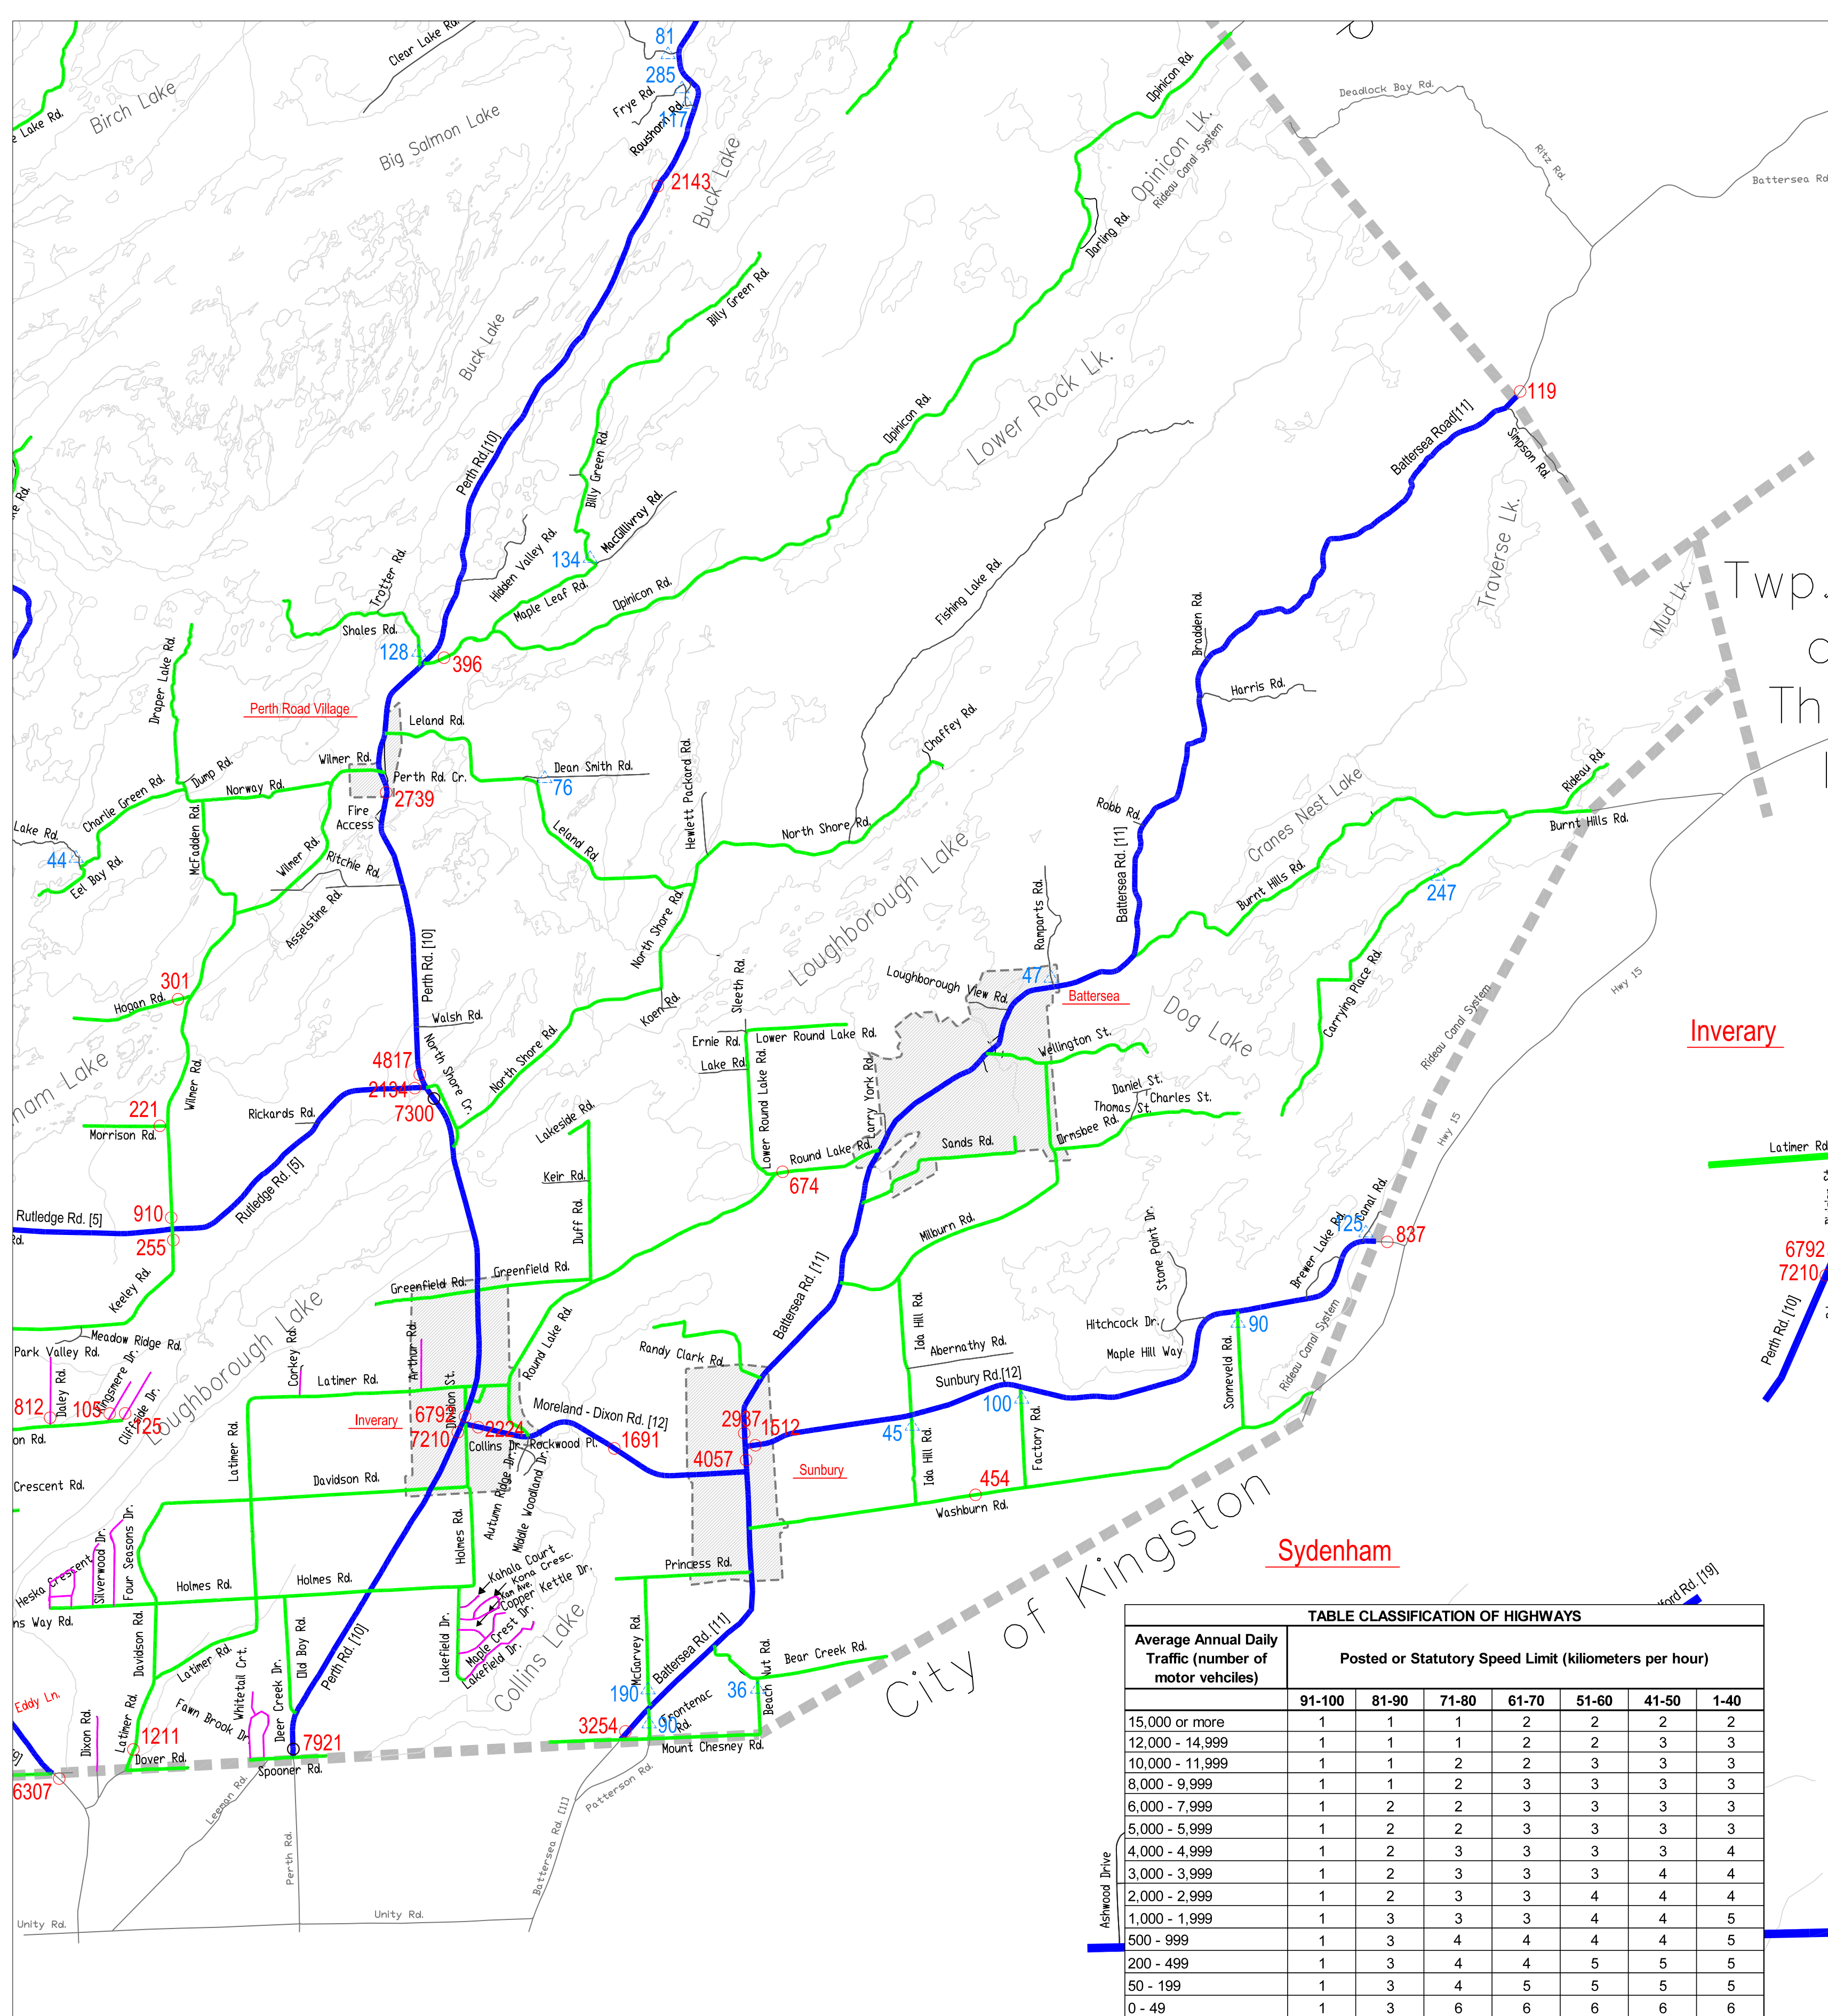 81
Clear Lake Rd.
285
Opinicon Rd.
Birch Lake
Frye Rd.
Deadlock Bay Rd.
117
Roushorn Rd.
e Lake Rd.
Big Salmon Lake
Opinicon Lk.
Rideau Canal System
Ritz Rd.
2143
Buck Lake
Battersea Rd
Darling Rd.
Billy Green Rd.
Buck Lake
Lower Rock Lk.
119
Opinicon Rd.
Battersea Road[11]
Simpson Rd.
Perth Rd.[10]
Billy Green Rd.
MacGillivray Rd.
Traverse Lk.
Hidden Valley Rd.
134
Trotter Rd.
Maple Leaf Rd.
Opinicon Rd.
Fishing Lake Rd.
Mud Lk.
Twp.
Shales Rd.
128
396
Bradden Rd.
Draper Lake Rd.
Harris Rd.
Th
Perth Road Village
Leland Rd.
Chaffey Rd.
Wilmer Rd.
Dump Rd.
Perth Rd. Cr.
Dean Smith Rd.
76
Hewlett Packard Rd.
Rideau Rd.
Charlie Green Rd.
Norway Rd.
2739
Fire
Access
Robb Rd.
Cranes Nest Lake
Burnt Hills Rd.
Lake Rd.
44
McFadden Rd.
Wilmer Rd.
Ritchie Rd.
Leland Rd.
North Shore Rd.
Eel Bay Rd.
Battersea Rd. [11]
Burnt Hills Rd.
247
Asselstine Rd.
North Shore Rd.
Loughborough Lake
Ramparts Rd.
Perth Rd. [10]
301
Hogan Rd.
Sleeth Rd.
Loughborough View Rd.
47
Battersea
Carrying Place Rd.
Hwy 15
Koen Rd.
Dog Lake
Rideau Canal System
Walsh Rd.
Ernie Rd.
Lower Round Lake Rd.
Wellington St.
Inverary
4817
North Shore Cr.
North Shore Rd.
Lake Rd.
2134
7300
Lower Round Lake Rd.
Larry York Rd.
Daniel St.
Charles St.
Thomas St.
nam Lake
Wilmer Rd.
221
Morrison Rd.
Rickards Rd.
Lakeside Rd.
Ormsbee Rd.
Hwy 15
Sands Rd.
Round Lake Rd.
Latimer Rd
674
Keir Rd.
Rutledge Rd. [5]
Rutledge Rd. [5]
910
255
Duff Rd.
Milburn Rd.
Stone Point Dr.
Canal Rd.
125
837
Rd.
Brewer Lake Rd.
6792
7210
Keeley Rd.
Greenfield Rd.
Greenfield Rd.
Battersea Rd. [11]
Loughborough Lake
Meadow Ridge Rd.
Park Valley Rd.
Corkey Rd.
Arthur Rd.
Round Lake Rd.
Randy Clark Rd.
Ida Hill Rd.
Abernathy Rd.
Hitchcock Dr.
Maple Hill Way
90
Rideau Canal System
Perth Rd. [10]
Sonneveld Rd.
Kingsmere Dr.
Daley Rd.
Latimer Rd.
Sunbury Rd.[12]
812
105
125
Cliffside Dr.
on Rd.
Division St.
Inverary
6792
7210
2224
Moreland - Dixon Rd. [12]
Collins Dr.
Rockwood Pl.
1691
2937
1512
4057
Sunbury
45
100
Ida Hill Rd.
Factory Rd.
Latimer Rd.
Davidson Rd.
Crescent Rd.
Autumn Ridge Dr.
Middle Woodland Dr.
454
Washburn Rd.
Silverwood Dr.
Four Seasons Dr.
Holmes Rd.
Sydenham
Heska Crescent
Kahala Court
Kona Cresc.
Kam Ave.
Copper Kettle Dr.
Princess Rd.
City of Kingston
Holmes Rd.
Holmes Rd.
ns Way Rd.
Maple Crest Dr.
Lakefield Dr.
Lakefield Dr.
Collins Lake
McGarvey Rd.
Battersea Rd. [11]
Bear Creek Rd.
Beach Nut Rd.
Davidson Rd.
Latimer Rd.
Old Boy Rd.
Perth Rd. [10]
Whitetail Crt.
Deer Creek Dr.
Fawn Brook Dr.
190
36
Eddy Ln.
Dixon Rd.
Latimer Rd.
1211
Dover Rd.
7921
Spooner Rd.
3254
90
Frontenac
Rd.
Mount Chesney Rd.
6307
Leeman Rd.
Perth Rd.
Battersea Rd. [11]
Patterson Rd.
Unity Rd.
Unity Rd.
Ashwood Drive
lford Rd. [19]
TABLE CLASSIFICATION OF HIGHWAYS
Average Annual Daily Traffic (number of motor vehciles) Posted or Statutory Speed Limit (kiliometers per hour)
91-100 81-90 71-80 61-70 51-60 41-50 1-40
15,000 or more 1 1 1 2 2 2 2
12,000 - 14,999 1 1 1 2 2 3 3
10,000 - 11,999 1 1 2 2 3 3 3
8,000 - 9,999 1 1 2 3 3 3 3
6,000 - 7,999 1 2 2 3 3 3 3
5,000 - 5,999 1 2 2 3 3 3 3
4,000 - 4,999 1 2 3 3 3 3 4
3,000 - 3,999 1 2 3 3 3 4 4
2,000 - 2,999 1 2 3 3 4 4 4
1,000 - 1,999 1 3 3 3 4 4 5
500 - 999 1 3 4 4 4 4 5
200 - 499 1 3 4 4 5 5 5
50 - 199 1 3 4 5 5 5 5
0 - 49 1 3 6 6 6 6 6